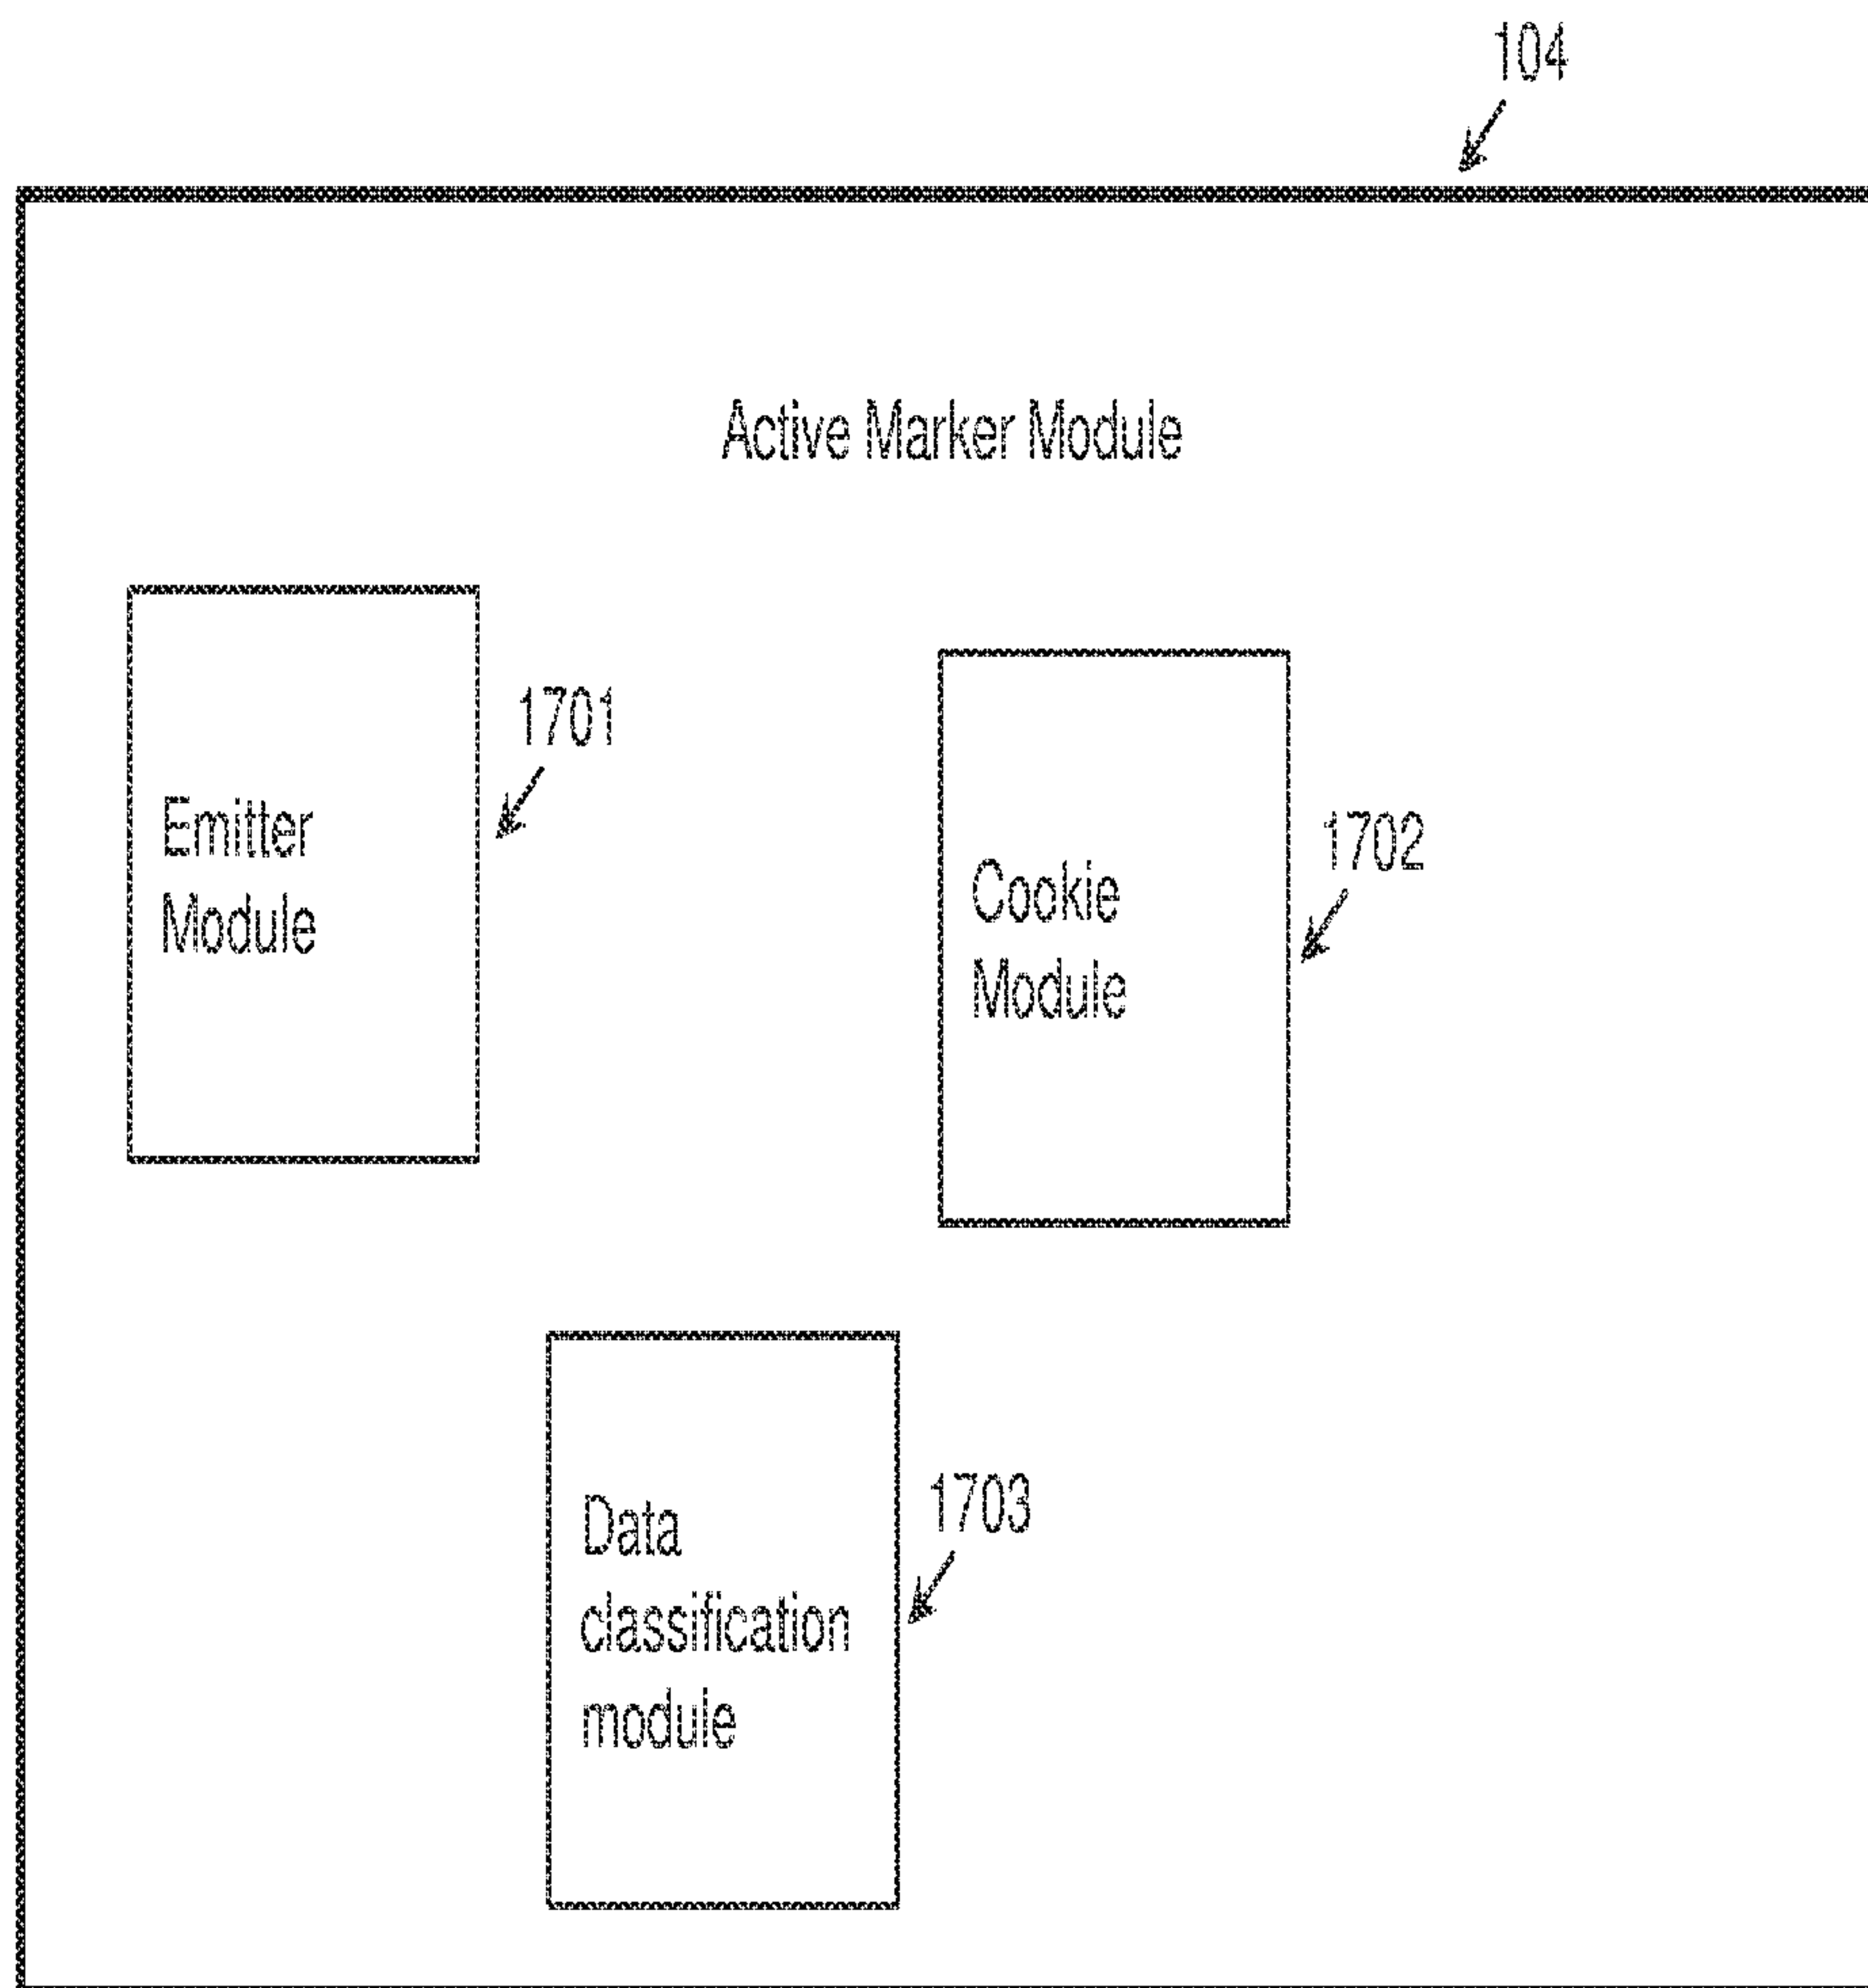 104
Active Marker Module
1701
Emitter
Module
1702
Cookie
Module
1703
Data
classification
module